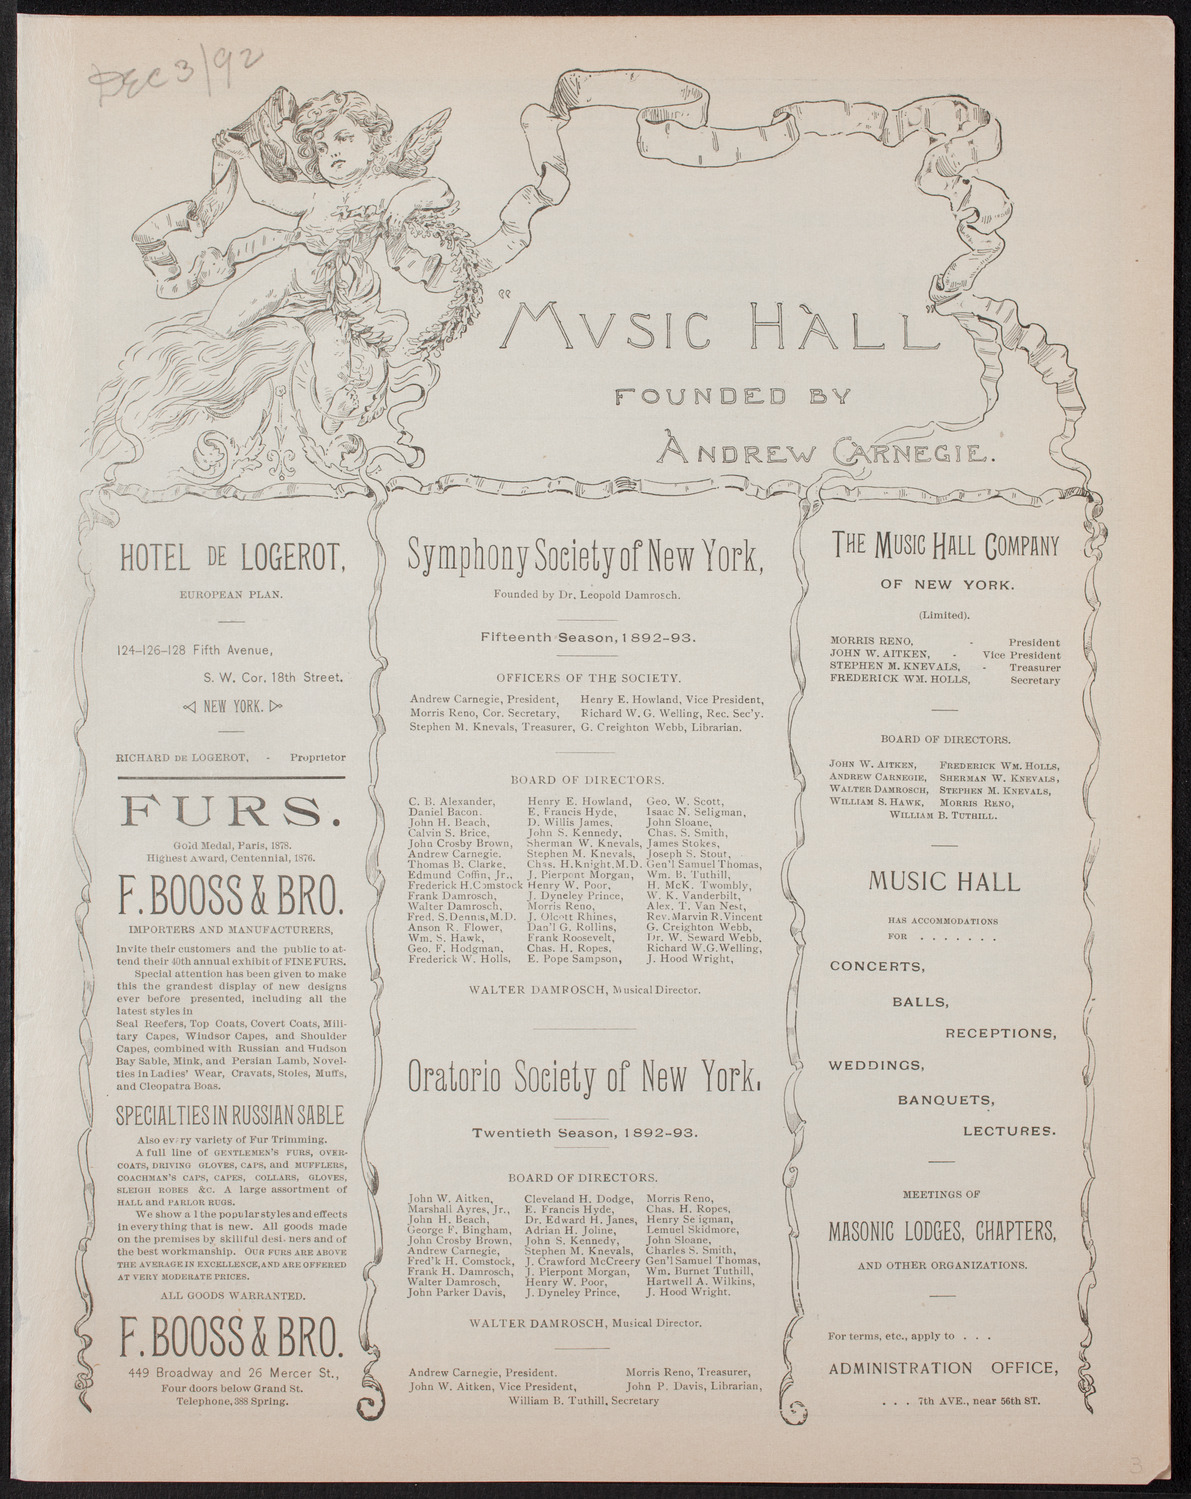 DEC 3/92
"MVSIC HALL"
FOUNDED BY
ANDREW CARNEGIE.
HOTEL DE LOGEROT,
EUROPEAN PLAN.
124-126-128 Fifth Avenue,
S. W. Cor. 18th Street.
NEW YORK.
RICHARD DE LOGEROT, - Proprietor
FURS.
Gold Medal, Paris, 1878.
Highest Award, Centennial, 1876.
F. BOOSS & BRO.
IMPORTERS AND MANUFACTURERS,
Invite their customers and the public to at-
tend their 40th annual exhibit of FINE FURS.
Special attention has been given to make
this the grandest display of new designs
ever before presented, including all the
latest styles in
Seal Reefers, Top Coats, Covert Coats, Mili-
tary Capes, Windsor Capes, and Shoulder
Capes, combined with Russian and Hudson
Bay Sable, Mink, and Persian Lamb, Novel-
ties in Ladies' Wear, Cravats, Stoles, Muffs,
and Cleopatra Boas.
SPECIALTIES IN RUSSIAN SABLE
Also every variety of Fur Trimming.
A full line of GENTLEMEN'S FURS, OVER-
COATS, DRIVING GLOVES, CAPS, and MUFFLERS,
COACHMAN'S CAPS, CAPES, COLLARS, GLOVES,
SLEIGH ROBES &C. A large assortment of
HALL and PARLOR RUGS.
We show a l the popular styles and effects
in everything that is new. All goods made
on the premises by skillful desi. ners and of
the best workmanship. OUR FURS ARE ABOVE
THE AVERAGE IN EXCELLENCE, AND ARE OFFERED
AT VERY MODERATE PRICES.
ALL GOODS WARRANTED.
F. BOOSS & BRO.
449 Broadway and 26 Mercer St.,
Four doors below Grand St.
Telephone, 388 Spring.
Symphony Society of New York,
Founded by Dr. Leopold Damrosch.
Fifteenth Season, 1892-93.
OFFICERS OF THE SOCIETY.
Andrew Carnegie, President, Henry E. Howland, Vice President,
Morris Reno, Cor. Secretary, Richard W. G. Welling, Rec. Sec'y.
Stephen M. Knevals, Treasurer, G. Creighton Webb, Librarian.
BOARD OF DIRECTORS.
C. B. Alexander, Henry E. Howland, Geo. W. Scott,
Daniel Bacon. E. Francis Hyde, Isaac N. Seligman,
John H. Beach, D. Willis James, John Sloane,
Calvin S. Brice, John S. Kennedy, Chas. S. Smith,
John Crosby Brown, Sherman W. Knevals, James Stokes,
Andrew Carnegie. Stephen M. Knevals, Joseph S. Stout,
Thomas B. Clarke, Chas. H. Knight, M.D. Gen'l Samuel Thomas,
Edmund Coffin, Jr., J. Pierpont Morgan, Wm. B. Tuthill,
Frederick H. Comstock Henry W. Poor, H. McK. Twombly,
Frank Damrosch, J. Dyneley Prince, W. K. Vanderbilt,
Walter Damrosch, Morris Reno, Alex. T. Van Nest,
Fred. S. Dennis, M.D. J. Olcott Rhines, Rev. Marvin R. Vincent
Anson R. Flower, Dan'l G. Rollins, G. Creighton Webb,
Wm. S. Hawk, Frank Roosevelt, Dr. W. Seward Webb,
Geo. F. Hodgman, Chas. H. Ropes, Richard W. G. Welling,
Frederick W. Holls, E. Pope Sampson, J. Hood Wright,
WALTER DAMROSCH, Musical Director.
Oratorio Society of New York.
Twentieth Season, 1892-93.
BOARD OF DIRECTORS.
John W. Aitken, Cleveland H. Dodge, Morris Reno,
Marshall Ayres, Jr., E. Francis Hyde, Chas. H. Ropes,
John H. Beach, Dr. Edward H. Janes, Henry Se igman,
George F. Bingham, Adrian H. Joline, Lemuel Skidmore,
John Crosby Brown, John S. Kennedy, John Sloane,
Andrew Carnegie, Stephen M. Knevals, Charles S. Smith,
Fred'k H. Comstock, J. Crawford McCreery Gen'l Samuel Thomas,
Frank H. Damrosch, J. Pierpont Morgan, Wm. Burnet Tuthill,
Walter Damrosch, Henry W. Poor, Hartwell A. Wilkins,
John Parker Davis, J. Dyneley Prince, J. Hood Wright.
WALTER DAMROSCH, Musical Director.
Andrew Carnegie, President. Morris Reno, Treasurer,
John W. Aitken, Vice President, John P. Davis, Librarian,
William B. Tuthill, Secretary
THE MUSIC HALL COMPANY
OF NEW YORK.
(Limited).
MORRIS RENO, - President
JOHN W. AITKEN, - Vice President
STEPHEN M. KNEVALS, - Treasurer
FREDERICK WM. HOLLS, Secretary
BOARD OF DIRECTORS.
JOHN W. AITKEN, FREDERICK WM. HOLLS,
ANDREW CARNEGIE, SHERMAN W. KNEVALS,
WALTER DAMROSCH, STEPHEN M. KNEVALS,
WILLIAM S. HAWK, MORRIS RENO,
WILLIAM B. TUTHILL.
MUSIC HALL
HAS ACCOMMODATIONS
FOR . . . . . . .
CONCERTS,
BALLS,
RECEPTIONS,
WEDDINGS,
BANQUETS,
LECTURES.
MEETINGS OF
MASONIC LODGES, CHAPTERS,
AND OTHER ORGANIZATIONS.
For terms, etc., apply to . . .
ADMINISTRATION OFFICE,
. . . 7th AVE., near 56th ST.
3